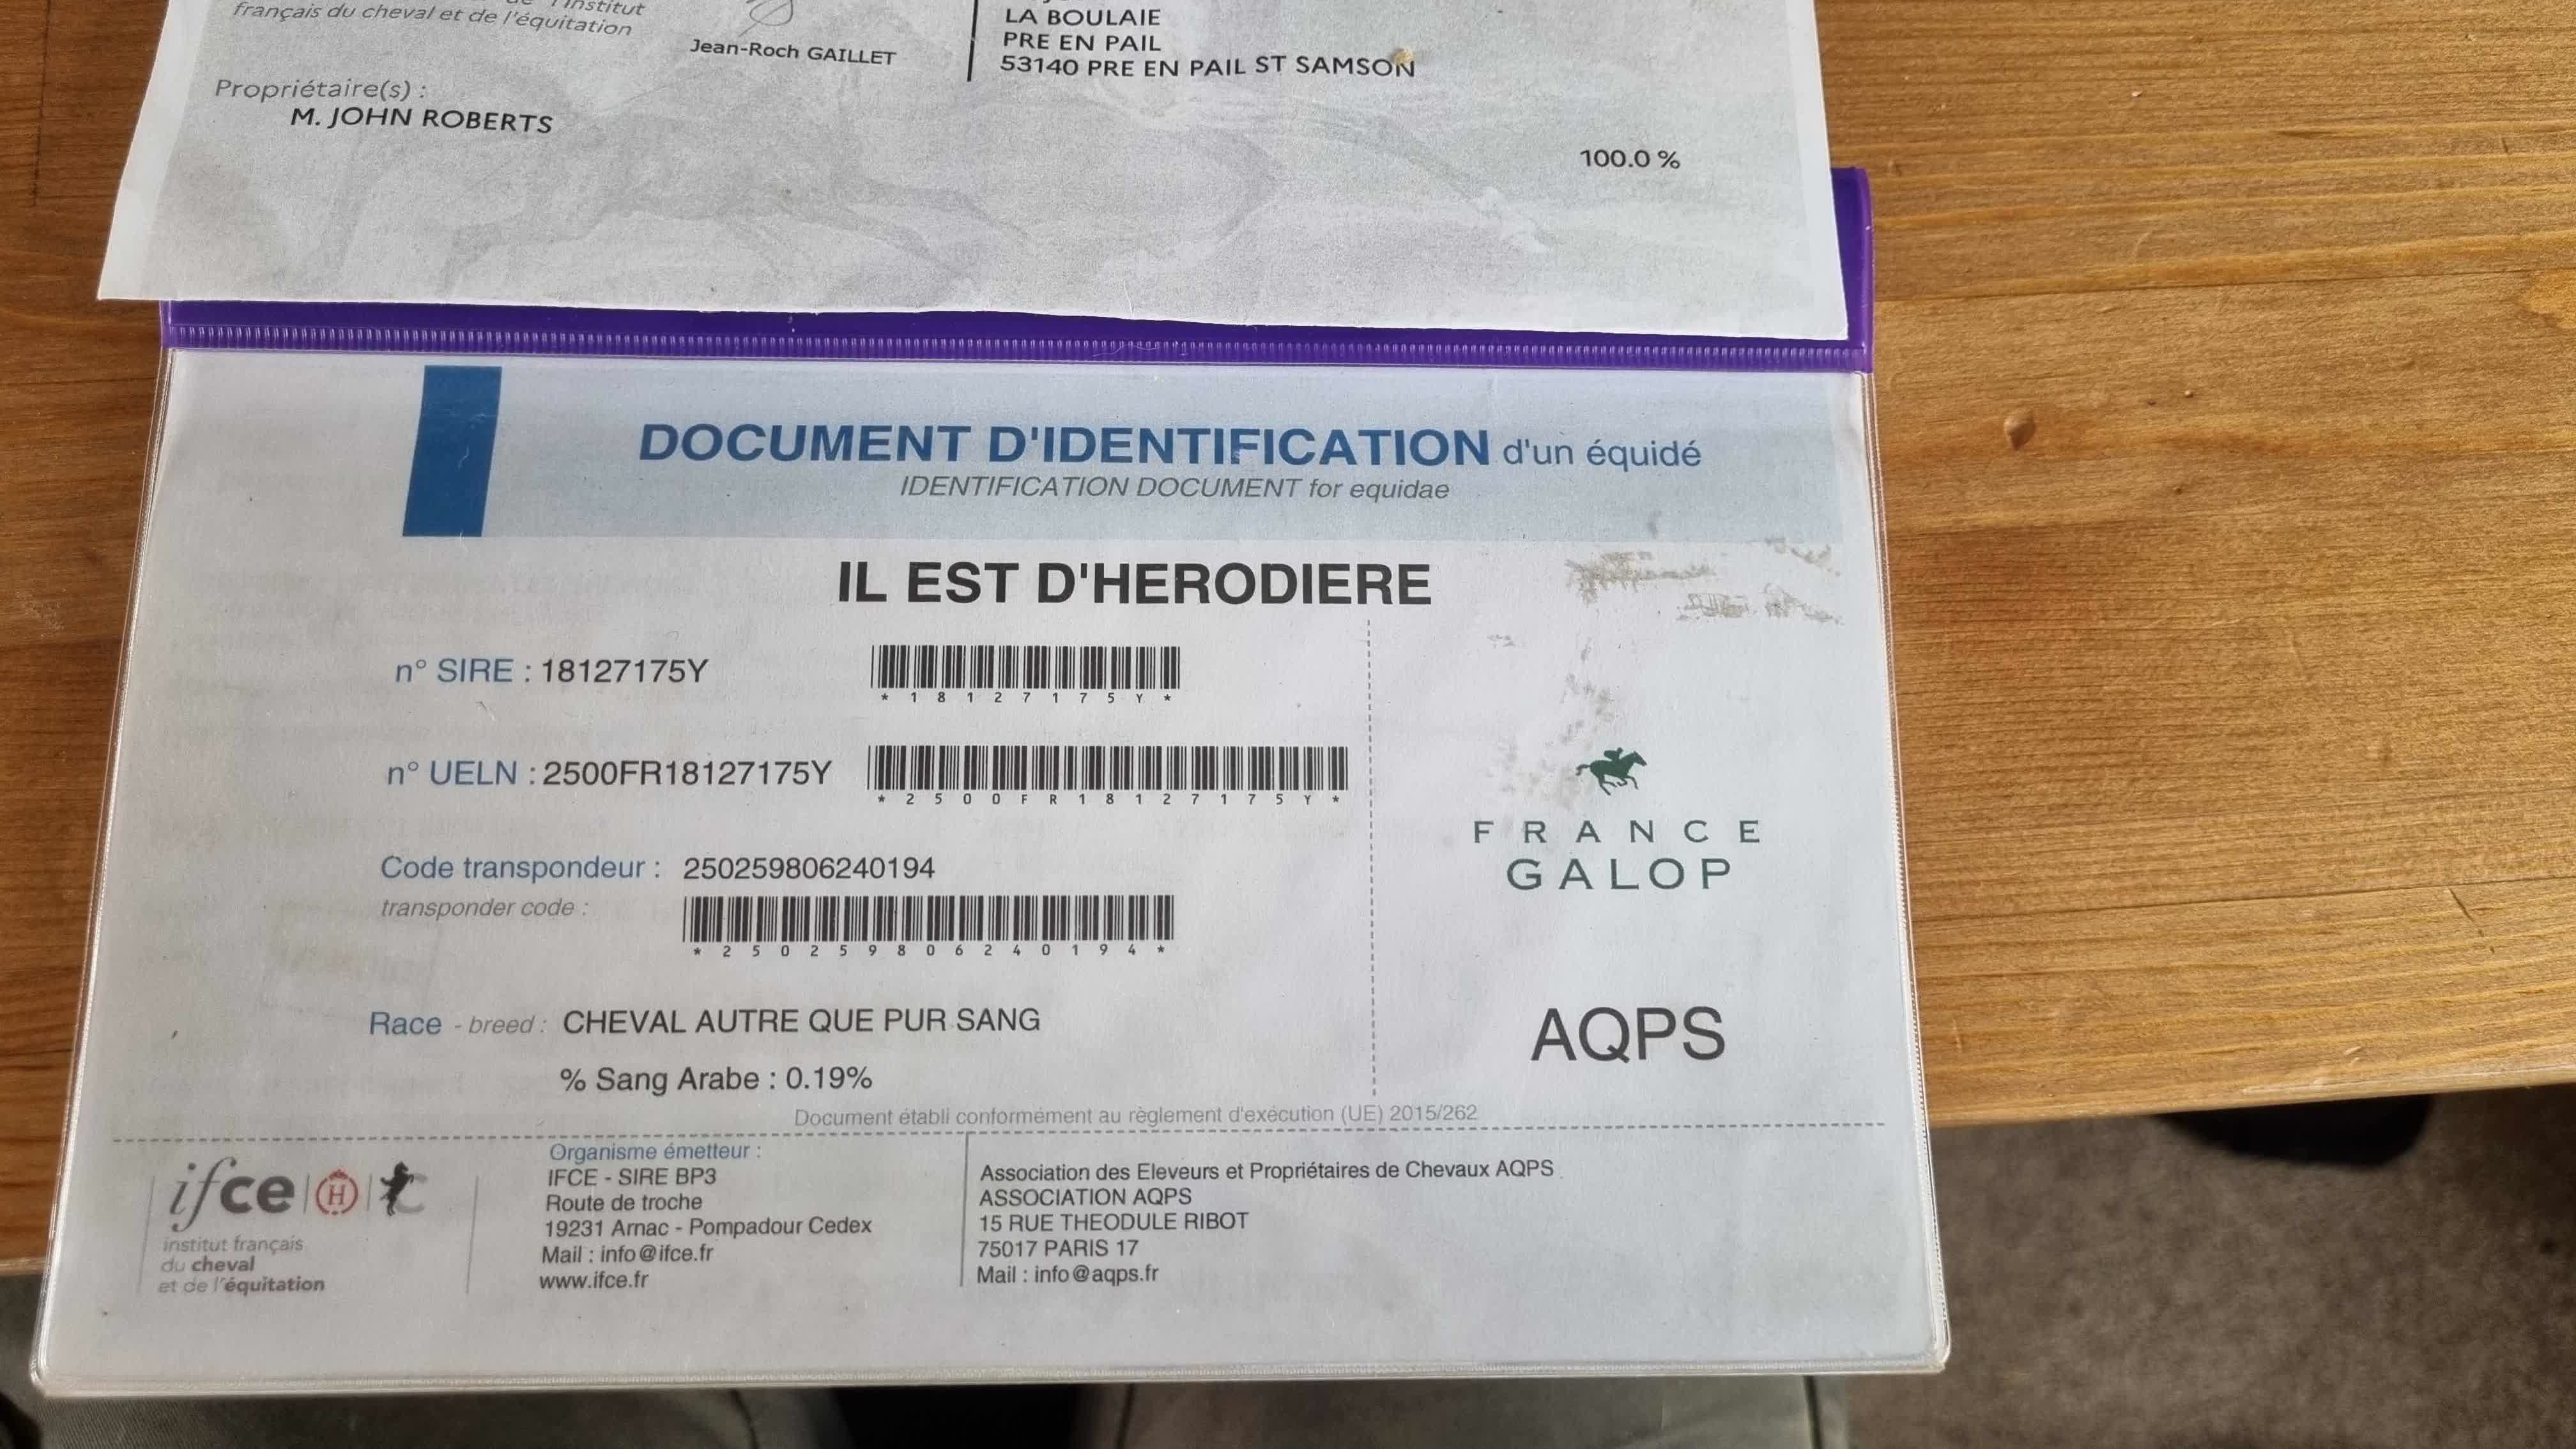 l'Institut
français du cheval et de l'équitation
Jean-Roch GAILLET
LA BOULAIE
PRE EN PAIL
53140 PRE EN PAIL ST SAMSON
Propriétaire(s) :
M. JOHN ROBERTS
100.0 %
DOCUMENT D'IDENTIFICATION d'un équidé
IDENTIFICATION DOCUMENT for equidae
IL EST D'HERODIERE
n° SIRE : 18127175Y
* 1 8 1 2 7 1 7 5 Y *
n° UELN : 2500FR18127175Y
* 2 5 0 0 F R 1 8 1 2 7 1 7 5 Y *
Code transpondeur : 250259806240194
transponder code :
* 2 5 0 2 5 9 8 0 6 2 4 0 1 9 4 *
Race - breed : CHEVAL AUTRE QUE PUR SANG
% Sang Arabe : 0.19%
FRANCE
GALOP
AQPS
Document établi conformément au règlement d'exécution (UE) 2015/262
ifce H
institut français
du cheval
et de l'équitation
Organisme émetteur :
IFCE - SIRE BP3
Route de troche
19231 Arnac - Pompadour Cedex
Mail : info@ifce.fr
www.ifce.fr
Association des Eleveurs et Propriétaires de Chevaux AQPS
ASSOCIATION AQPS
15 RUE THEODULE RIBOT
75017 PARIS 17
Mail : info@aqps.fr